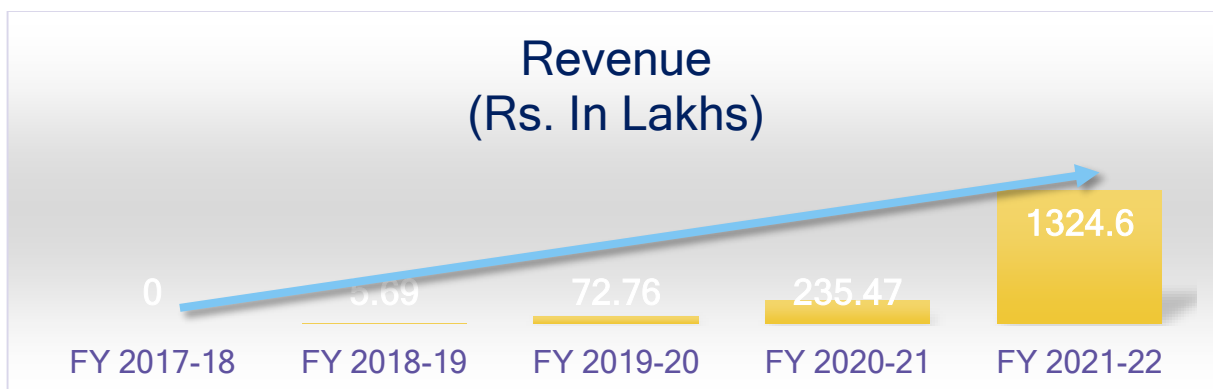 Revenue
(Rs. In Lakhs)
0 5.69 72.76 235.47 1324.6
FY 2017-18 FY 2018-19 FY 2019-20 FY 2020-21 FY 2021-22